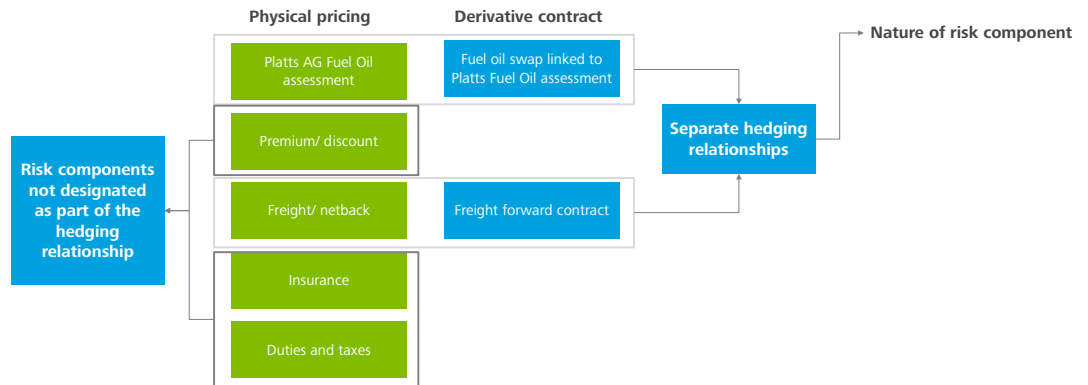 Physical pricing
Derivative contract
Nature of risk component
Platts AG Fuel Oil
assessment
Fuel oil swap linked to
Platts Fuel Oil assessment
Premium/ discount
Separate hedging
relationships
Risk components
not designated
as part of the
hedging
relationship
Freight/ netback
Freight forward contract
Insurance
Duties and taxes